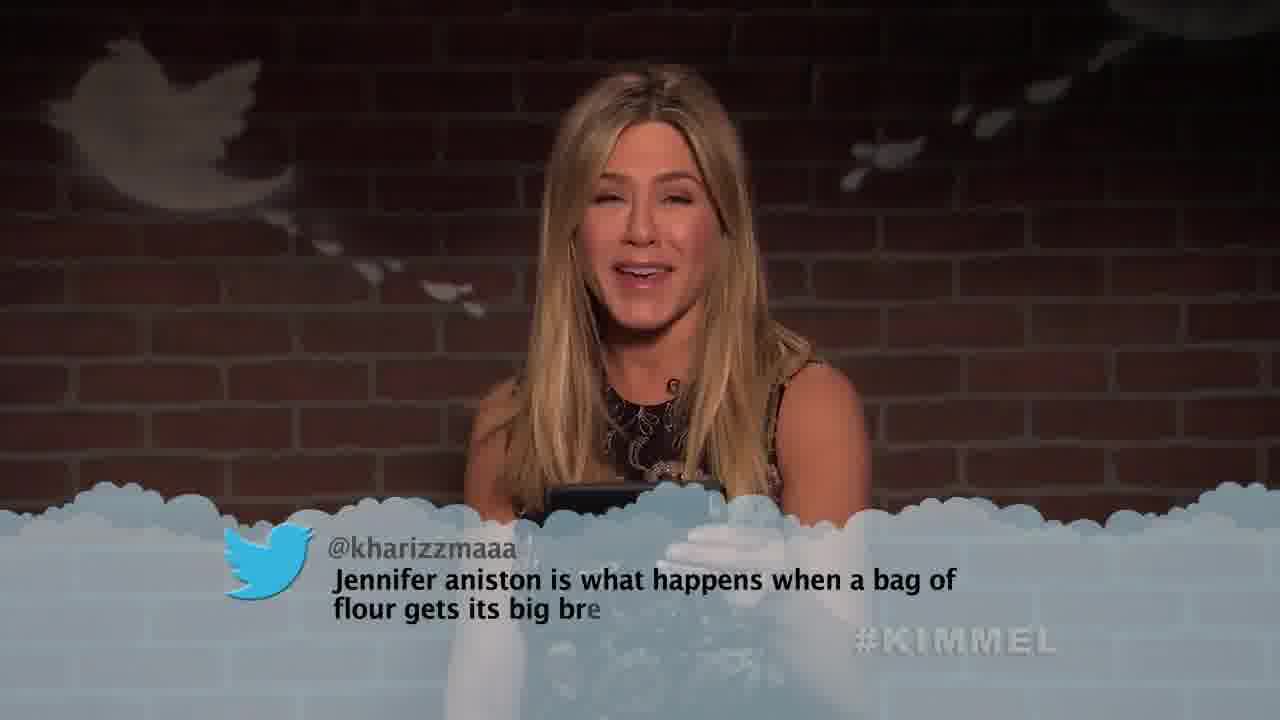 @kharizzmaaa
Jennifer aniston is what happens when a bag of
flour gets its big bre
#KIMMEL